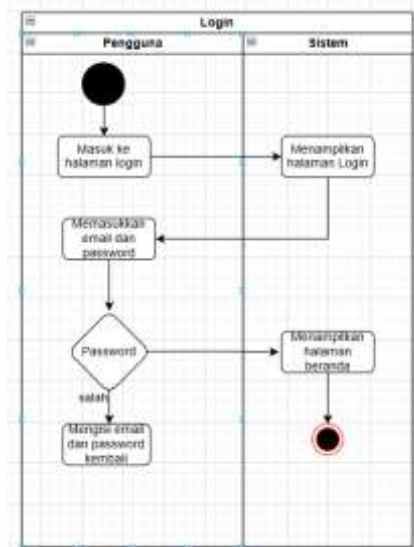 Login
Pengguna
Sistem
Masuk ke
halaman login
Menampilkan
halaman Login
Memasukkan
email dan
password
Password
Menampilkan
halaman
beranda
salah
Mengisi email
dan password
kembali